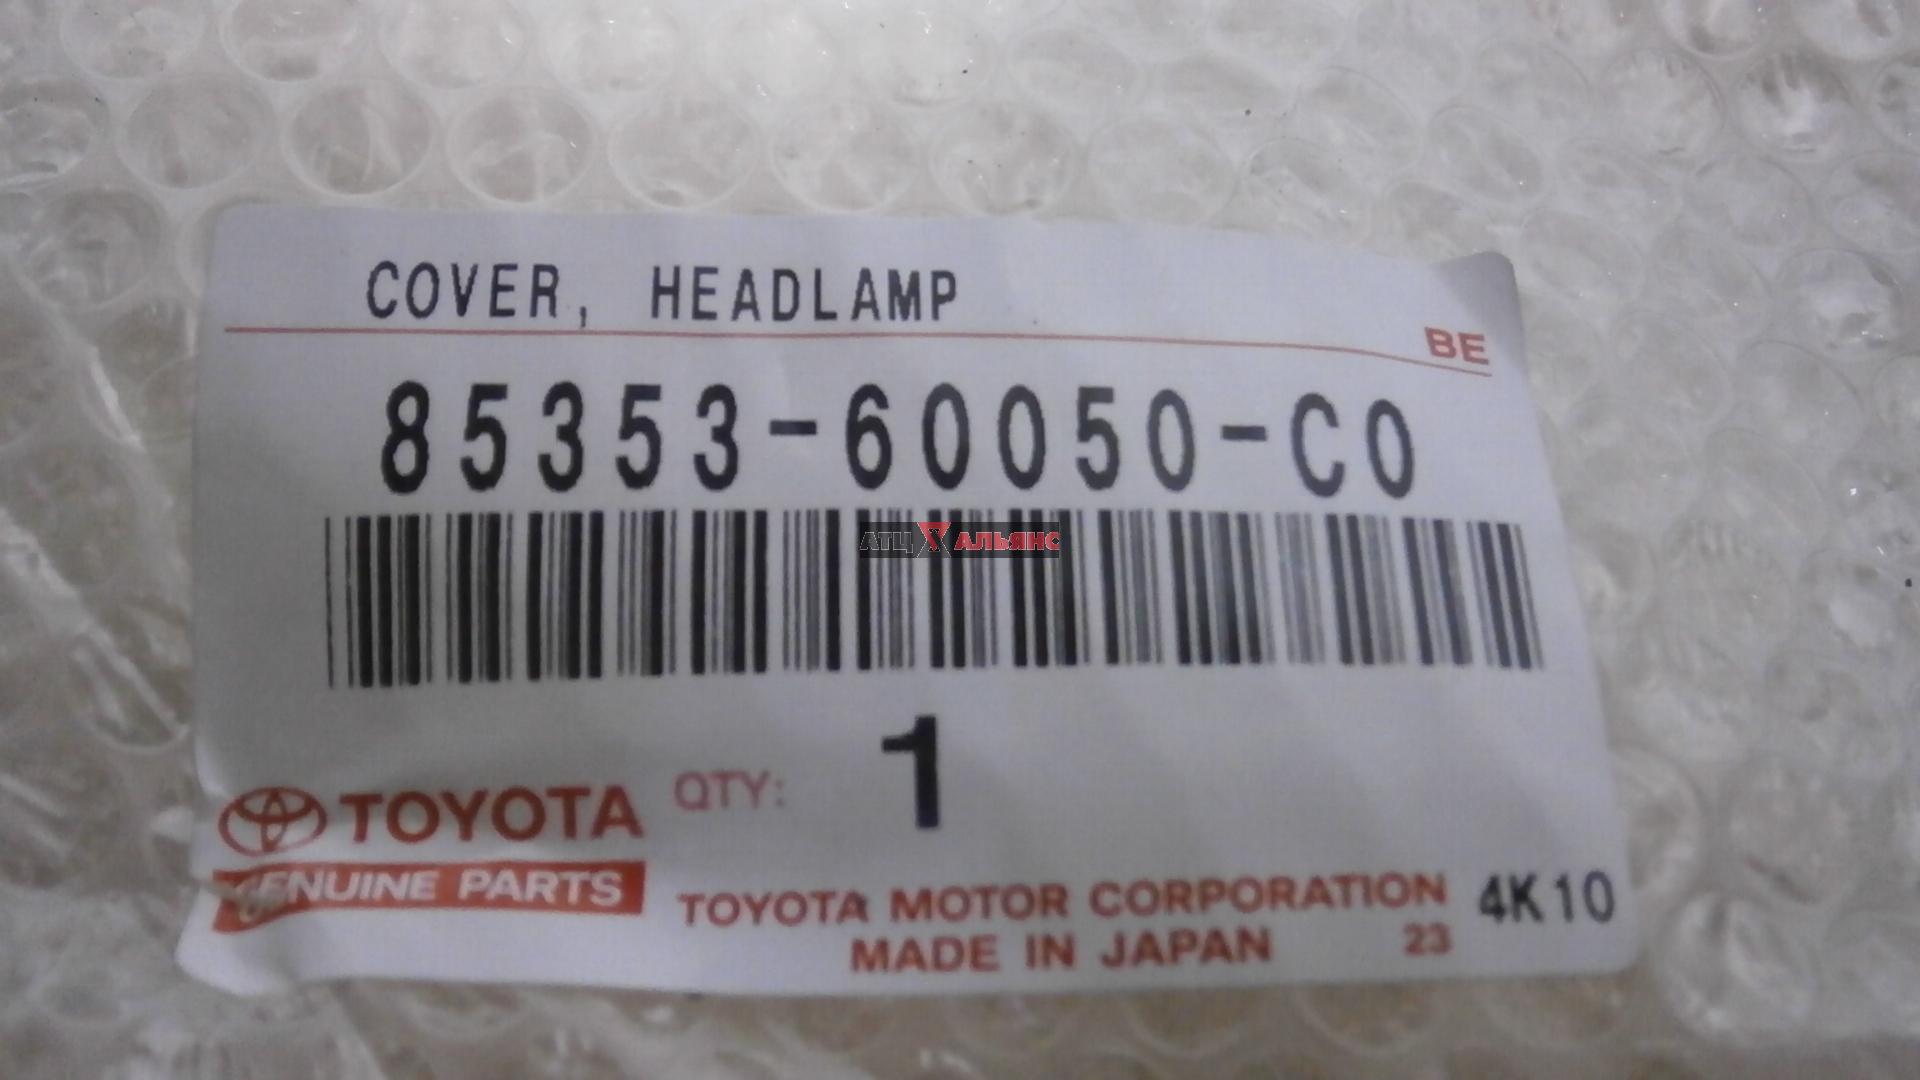 COVER, HEADLAMP
BE
85353-60050-C0
АТЦ АЛЬЯНС
QTY: 1
TOYOTA
GENUINE PARTS
TOYOTA MOTOR CORPORATION 4K10
MADE IN JAPAN 23